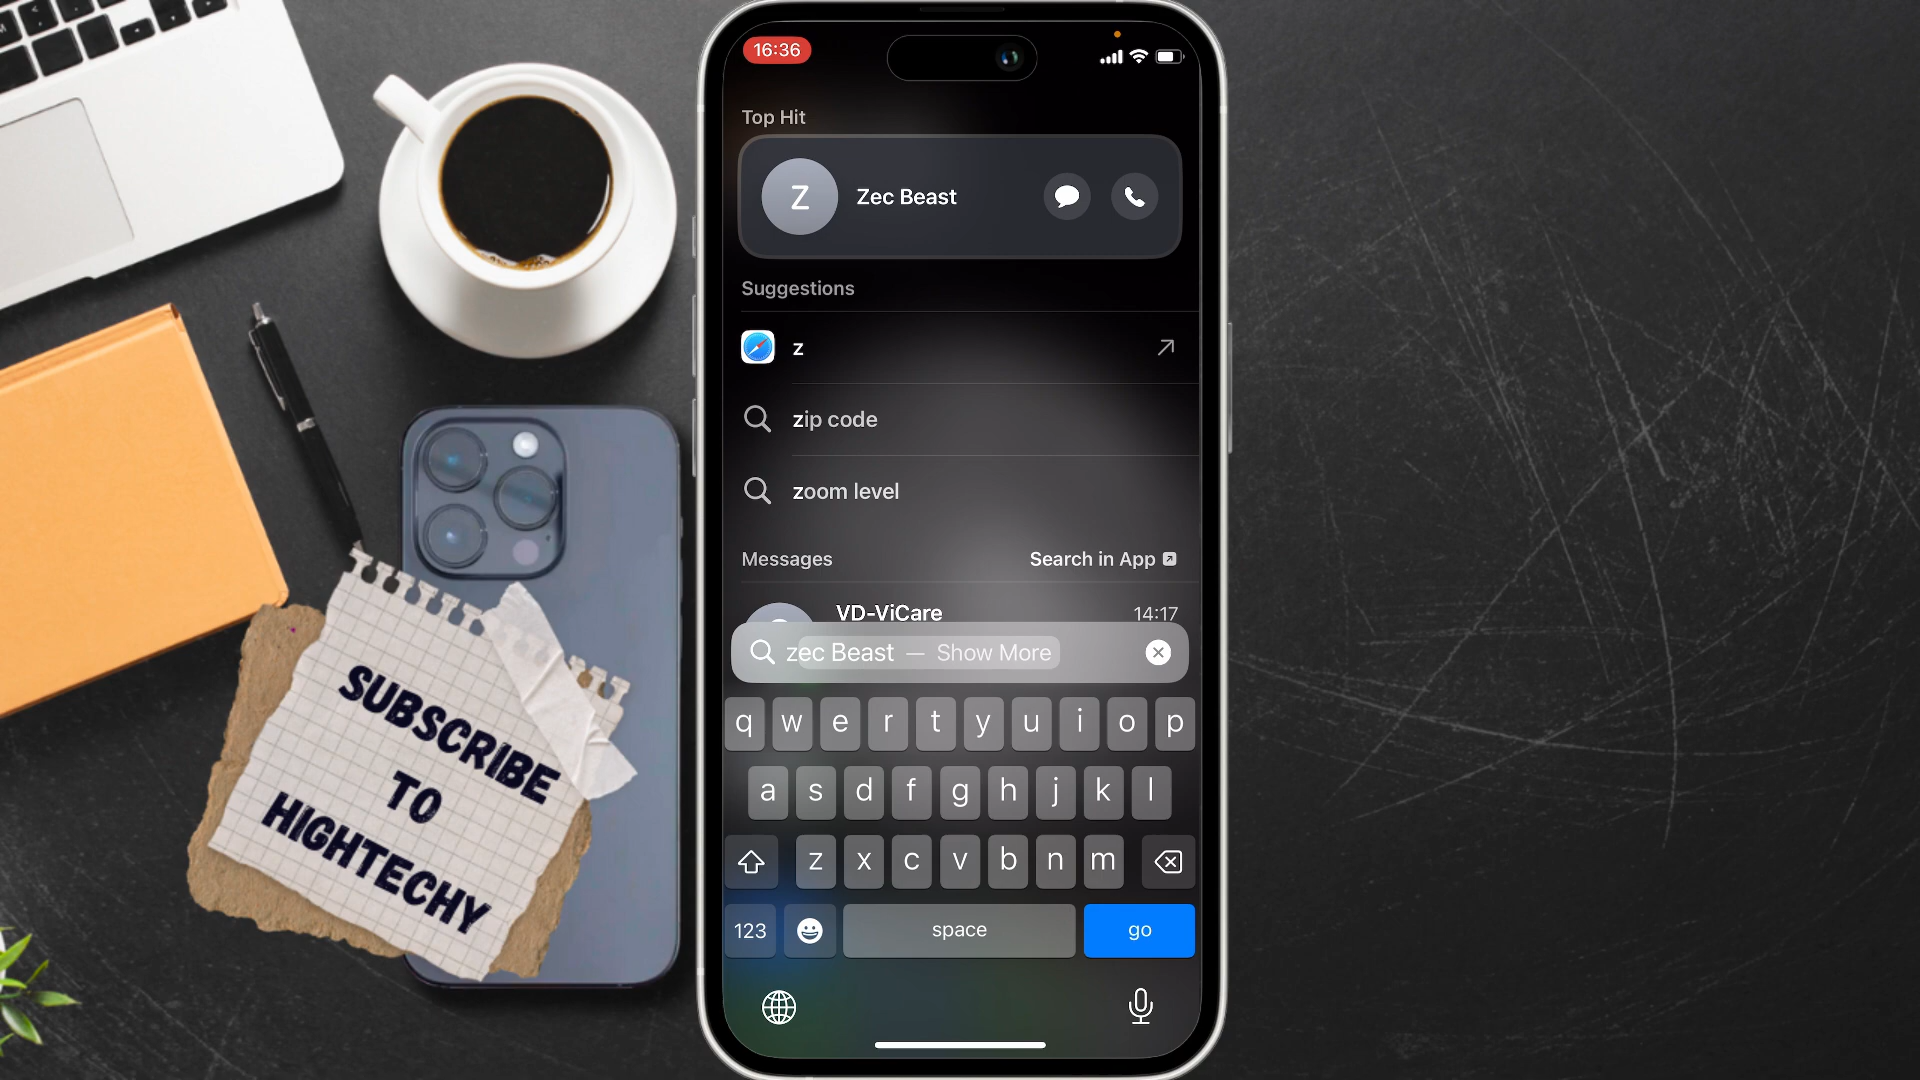 16:36
Top Hit
Z
Zec Beast
Suggestions
z
zip code
zoom level
Messages
Search in App
VD-ViCare
14:17
zec Beast — Show More
q w e r t y u i o p
a s d f g h j k l
z x c v b n m
123
space
go
SUBSCRIBE
TO
HIGHTECHY